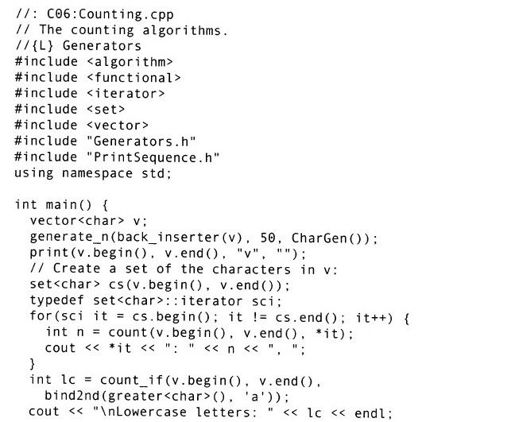 //: C06:Counting.cpp
// The counting algorithms.
//{L} Generators
#include <algorithm>
#include <functional>
#include <iterator>
#include <set>
#include <vector>
#include "Generators.h"
#include "PrintSequence.h"
using namespace std;

int main() {
  vector<char> v;
  generate_n(back_inserter(v), 50, CharGen());
  print(v.begin(), v.end(), "v", "");
  // Create a set of the characters in v:
  set<char> cs(v.begin(), v.end());
  typedef set<char>::iterator sci;
  for(sci it = cs.begin(); it != cs.end(); it++) {
    int n = count(v.begin(), v.end(), *it);
    cout << *it << ": " << n << ", ";
  }
  int lc = count_if(v.begin(), v.end(),
    bind2nd(greater<char>(), 'a'));
  cout << "\nLowercase letters: " << lc << endl;